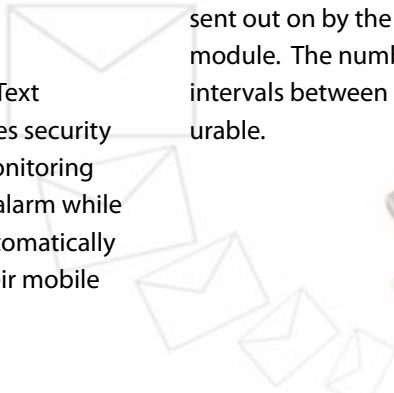 Text
es security
onitoring
alarm while
tomatically
ir mobile
sent out on by the
module. The numb
intervals between
urable.